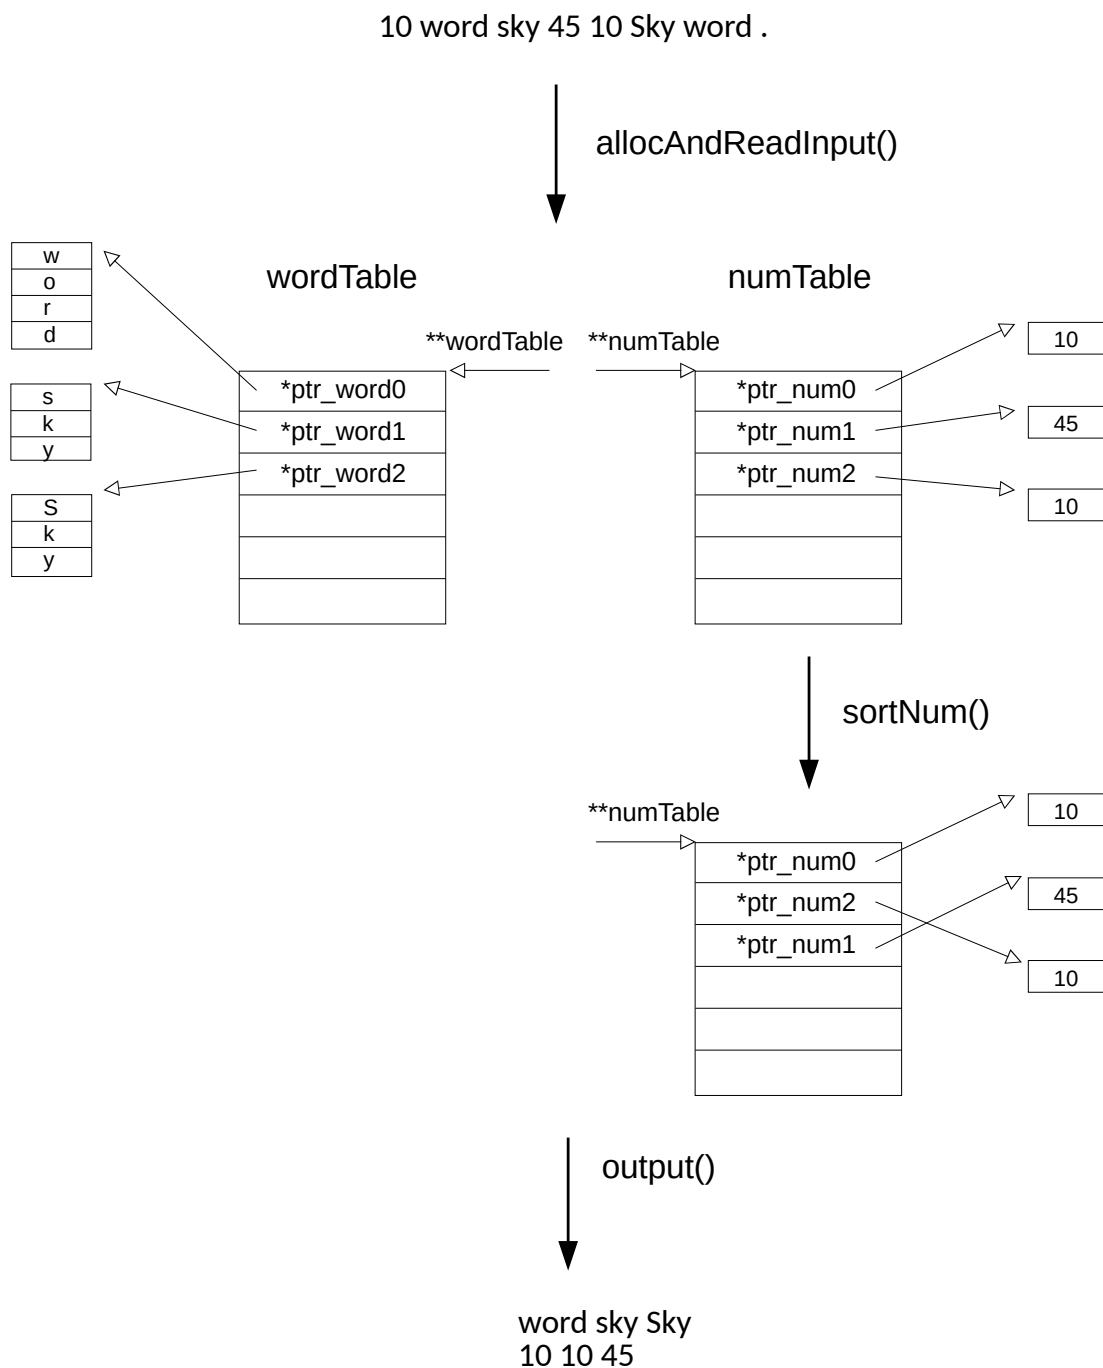 10 word sky 45 10 Sky word .
allocAndReadInput()
wordTable
numTable
**wordTable
**numTable
w
o
r
d
s
k
y
S
k
y
*ptr_word0
*ptr_word1
*ptr_word2
*ptr_num0
*ptr_num1
*ptr_num2
10
45
10
sortNum()
**numTable
*ptr_num0
*ptr_num2
*ptr_num1
10
45
10
output()
word sky Sky
10 10 45